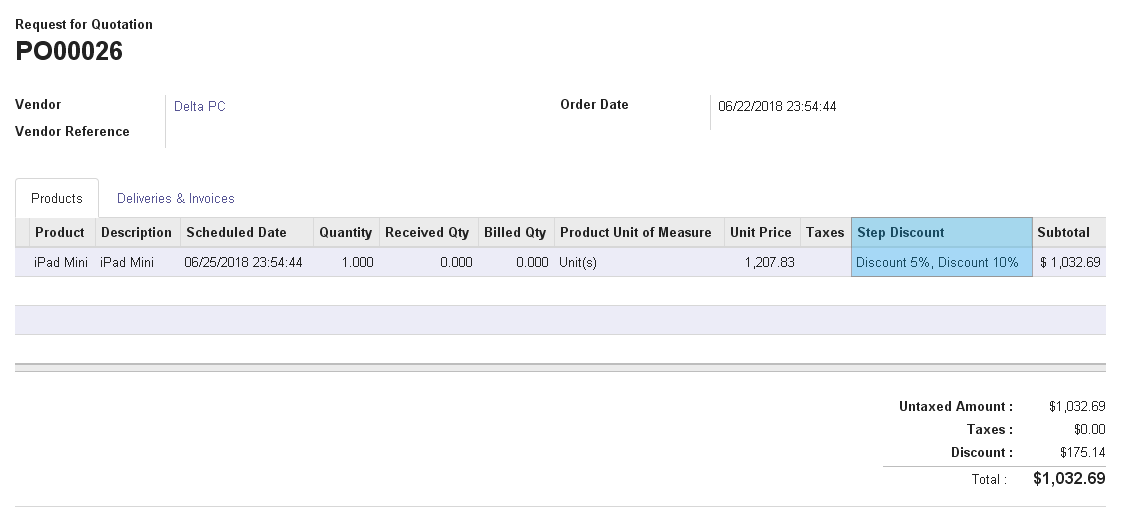 Request for Quotation
PO00026
Vendor Delta PC Order Date 06/22/2018 23:54:44
Vendor Reference
Products Deliveries & Invoices
Product Description Scheduled Date Quantity Received Qty Billed Qty Product Unit of Measure Unit Price Taxes Step Discount Subtotal
iPad Mini iPad Mini 06/25/2018 23:54:44 1.000 0.000 0.000 Unit(s) 1,207.83 Discount 5%, Discount 10% $ 1,032.69
Untaxed Amount : $1,032.69
Taxes : $0.00
Discount : $175.14
Total : $1,032.69